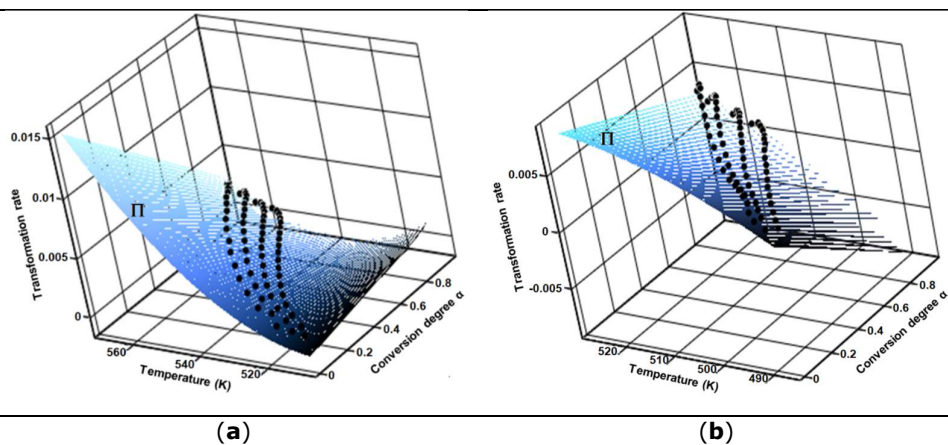 0.015
0.01
0.005
0
Transformation rate
Π
560
540
520
Temperature (K)
0
0.2
0.4
0.6
0.8
Conversion degree α
(a)
0.005
0
-0.005
Transformation rate
Π
520
510
500
490
Temperature (K)
0
0.2
0.4
0.6
0.8
Conversion degree α
(b)